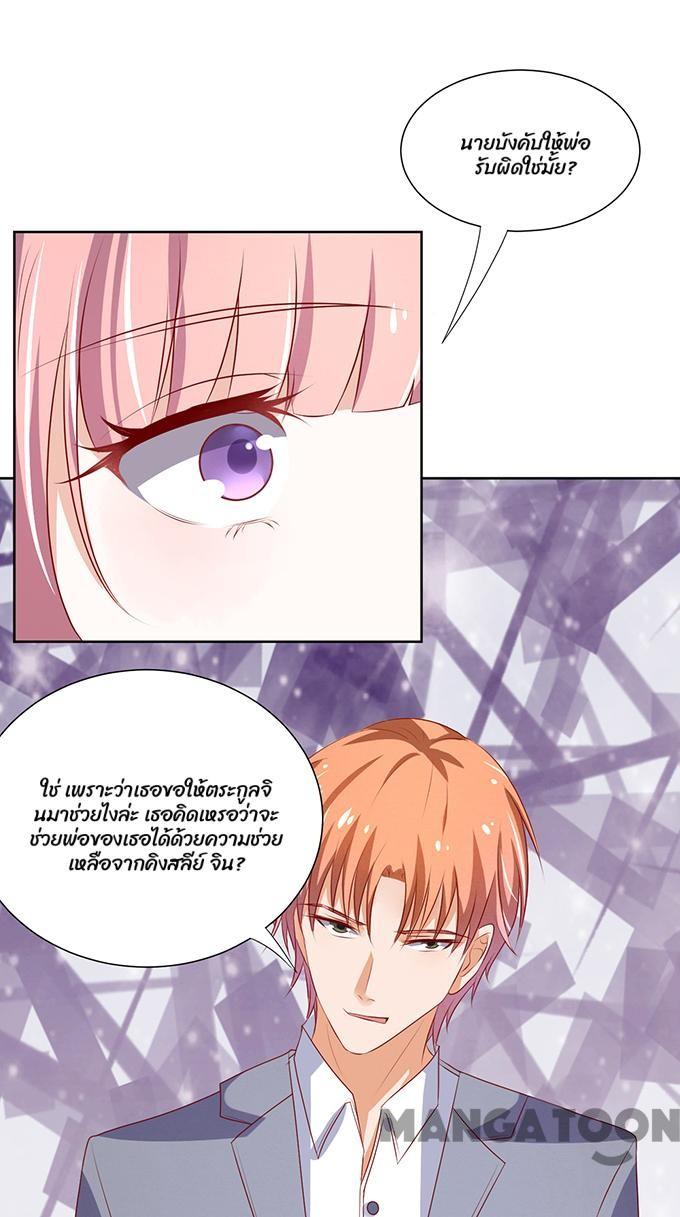 นายบังคับให้พ่อ
รับผิดใช่มั้ย?
ใช่ เพราะว่าเธอขอให้ตระกูลจิ
นมาช่วยไงล่ะ เธอคิดเหรอว่าจะ
ช่วยพ่อของเธอได้ด้วยความช่วย
เหลือจากคิงสลีย์ จิน?
MANGATOON